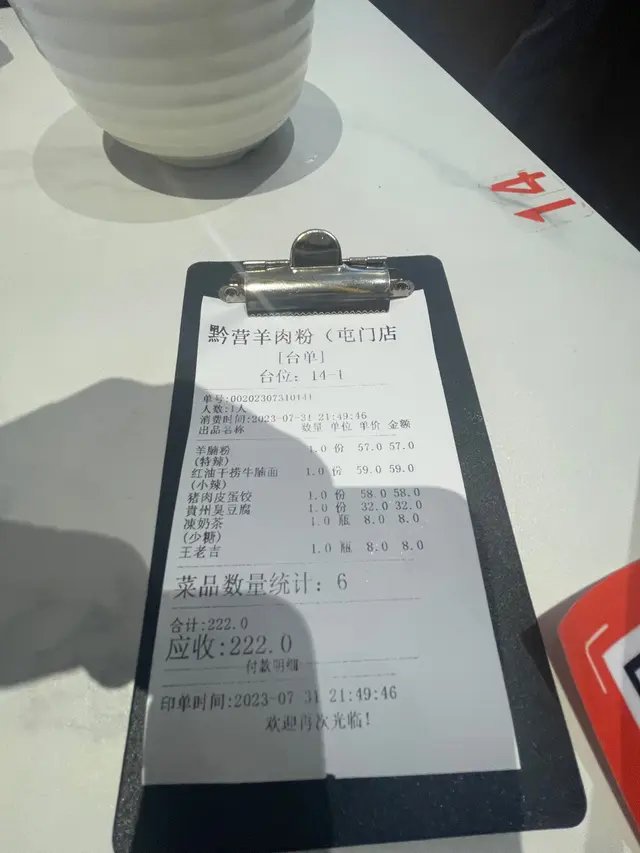 14
黔营羊肉粉（屯门店
[台单]
台位：14-1
单号:00202307310141
人数:1人
消费时间:2023-07-31 21:49:46
出品名称 数量 单位 单价 金额
羊腩粉 1.0 份 57.0 57.0
(特辣)
红油干捞牛腩面 1.0 份 59.0 59.0
(小辣)
猪肉皮蛋饺 1.0 份 58.0 58.0
貴州臭豆腐 1.0 份 32.0 32.0
凍奶茶 1.0 瓶 8.0 8.0
(少糖)
王老吉 1.0 瓶 8.0 8.0
菜品数量统计：6
合计:222.0
应收:222.0
付款明细
印单时间:2023-07-31 21:49:46
欢迎再次光临!